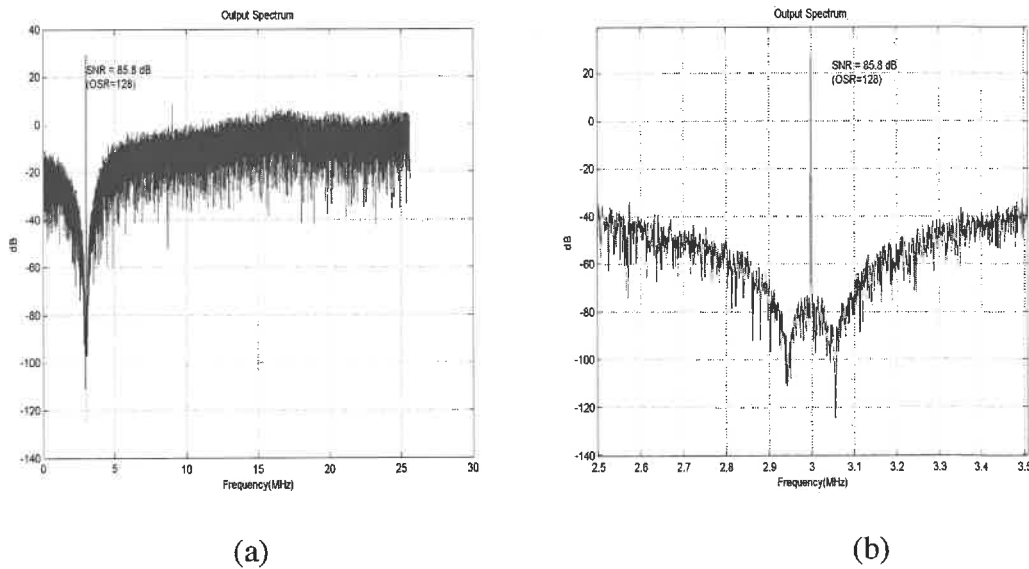 Output Spectrum
40
20
0
-20
-40
-60
-80
-100
-120
-140
dB
SNR = 85.8 dB
(OSR=128)
0 5 10 15 20 25 30
Frequency(MHz)
(a)
Output Spectrum
20
0
-20
-40
-60
-80
-100
-120
-140
dB
SNR = 85.8 dB
(OSR=128)
2.5 2.6 2.7 2.8 2.9 3 3.1 3.2 3.3 3.4 3.5
Frequency(MHz)
(b)